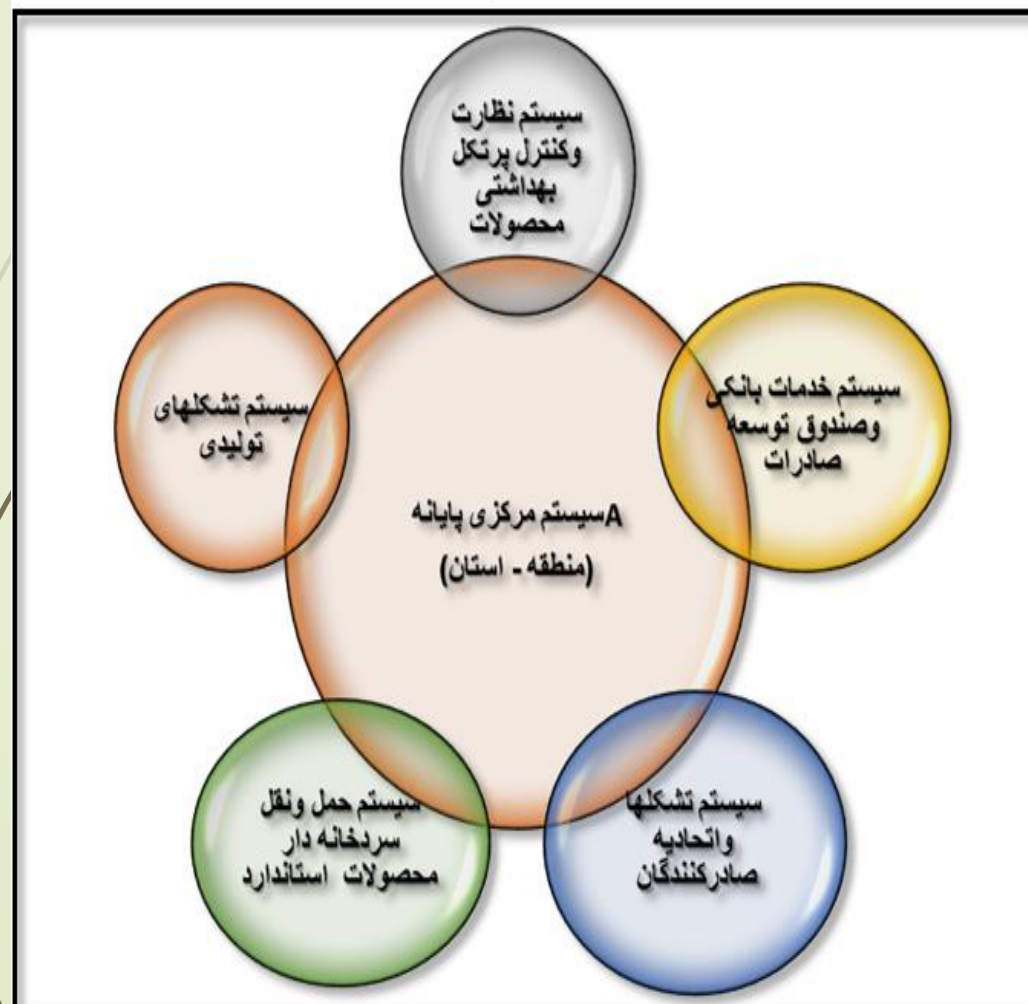 سیستم نظارت
وکنترل پرتکل
بهداشتی
محصولات
سیستم خدمات بانکی
وصندوق توسعه
صادرات
سیستم تشکلهای
تولیدی
Aسیستم مرکزی پایانه
(منطقه - استان)
سیستم تشکلها
واتحادیه
صادرکنندگان
سیستم حمل ونقل
سردخانه دار
محصولات استاندارد